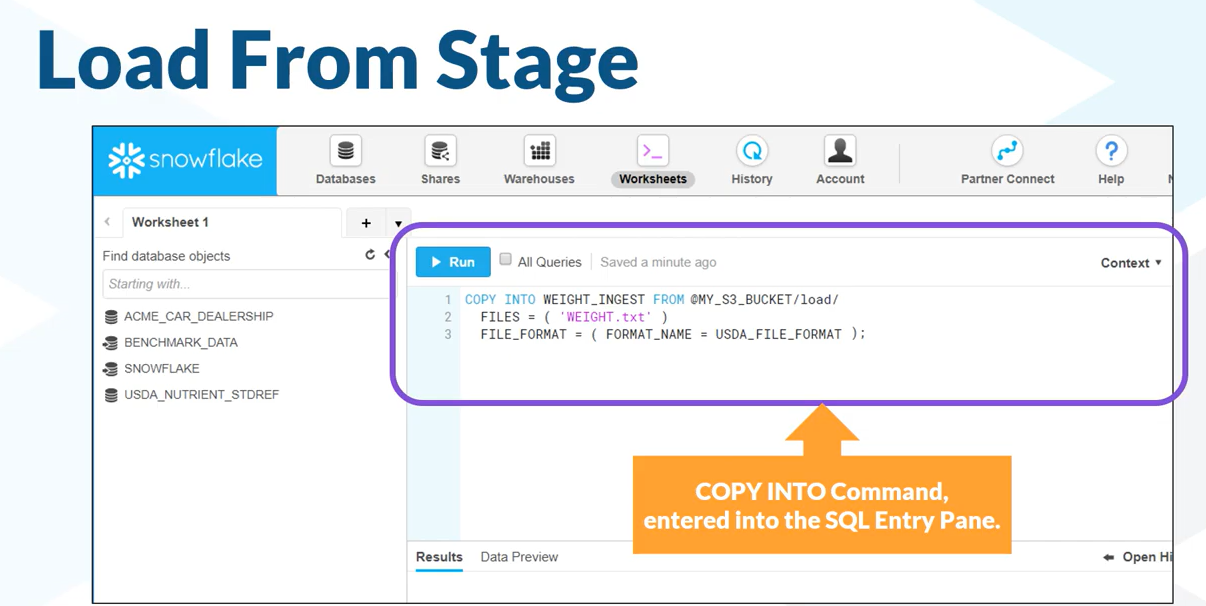 Load From Stage
snowflake
Databases
Shares
Warehouses
Worksheets
History
Account
Partner Connect
Help
Worksheet 1
Find database objects
Starting with...
ACME_CAR_DEALERSHIP
BENCHMARK_DATA
SNOWFLAKE
USDA_NUTRIENT_STDREF
Run
All Queries
Saved a minute ago
Context
1 COPY INTO WEIGHT_INGEST FROM @MY_S3_BUCKET/load/
2 FILES = ( 'WEIGHT.txt' )
3 FILE_FORMAT = ( FORMAT_NAME = USDA_FILE_FORMAT );
COPY INTO Command,
entered into the SQL Entry Pane.
Results
Data Preview
Open Hi